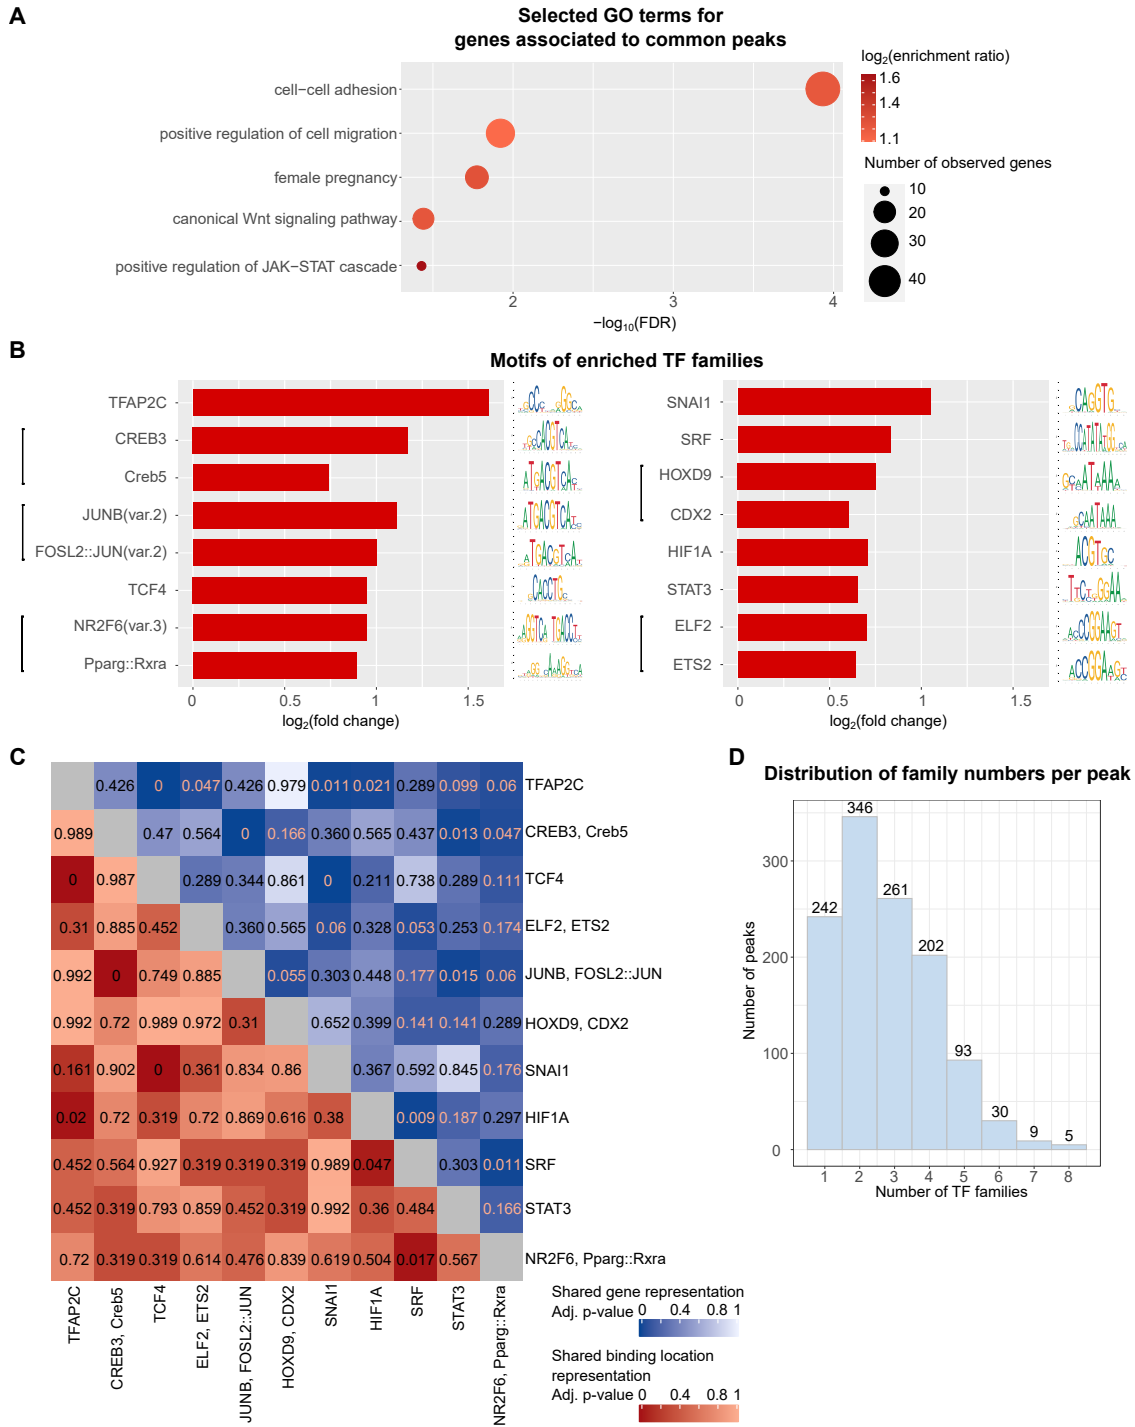 A
Selected GO terms for
genes associated to common peaks
cell−cell adhesion
positive regulation of cell migration
female pregnancy
canonical Wnt signaling pathway
positive regulation of JAK−STAT cascade
2 3 4
−log10(FDR)
log2(enrichment ratio)
1.6
1.4
1.1
Number of observed genes
10
20
30
40
B
Motifs of enriched TF families
TFAP2C
CREB3
Creb5
JUNB(var.2)
FOSL2::JUN(var.2)
TCF4
NR2F6(var.3)
Pparg::Rxra
0 0.5 1 1.5
log2(fold change)
SNAI1
SRF
HOXD9
CDX2
HIF1A
STAT3
ELF2
ETS2
0 0.5 1 1.5
log2(fold change)
C
0.426 0 0.047 0.426 0.979 0.011 0.021 0.289 0.099 0.06 TFAP2C
0.989 0.47 0.564 0 0.166 0.360 0.565 0.437 0.013 0.047 CREB3, Creb5
0 0.987 0.289 0.344 0.861 0 0.211 0.738 0.289 0.111 TCF4
0.31 0.885 0.452 0.360 0.565 0.06 0.328 0.053 0.253 0.174 ELF2, ETS2
0.992 0 0.749 0.885 0.055 0.303 0.448 0.177 0.015 0.06 JUNB, FOSL2::JUN
0.992 0.72 0.989 0.972 0.31 0.652 0.399 0.141 0.141 0.289 HOXD9, CDX2
0.161 0.902 0 0.361 0.834 0.86 0.367 0.592 0.845 0.176 SNAI1
0.02 0.72 0.319 0.72 0.869 0.616 0.38 0.009 0.187 0.297 HIF1A
0.452 0.564 0.927 0.319 0.319 0.319 0.989 0.047 0.303 0.011 SRF
0.452 0.319 0.793 0.859 0.452 0.319 0.992 0.36 0.484 0.166 STAT3
0.72 0.319 0.319 0.614 0.476 0.839 0.619 0.504 0.017 0.567 NR2F6, Pparg::Rxra
TFAP2C
CREB3, Creb5
TCF4
ELF2, ETS2
JUNB, FOSL2::JUN
HOXD9, CDX2
SNAI1
HIF1A
SRF
STAT3
NR2F6, Pparg::Rxra
Shared gene representation
Adj. p-value 0 0.4 0.8 1
Shared binding location
representation
Adj. p-value 0 0.4 0.8 1
D
Distribution of family numbers per peak
Number of peaks
300
200
100
0
242 346 261 202 93 30 9 5
1 2 3 4 5 6 7 8
Number of TF families